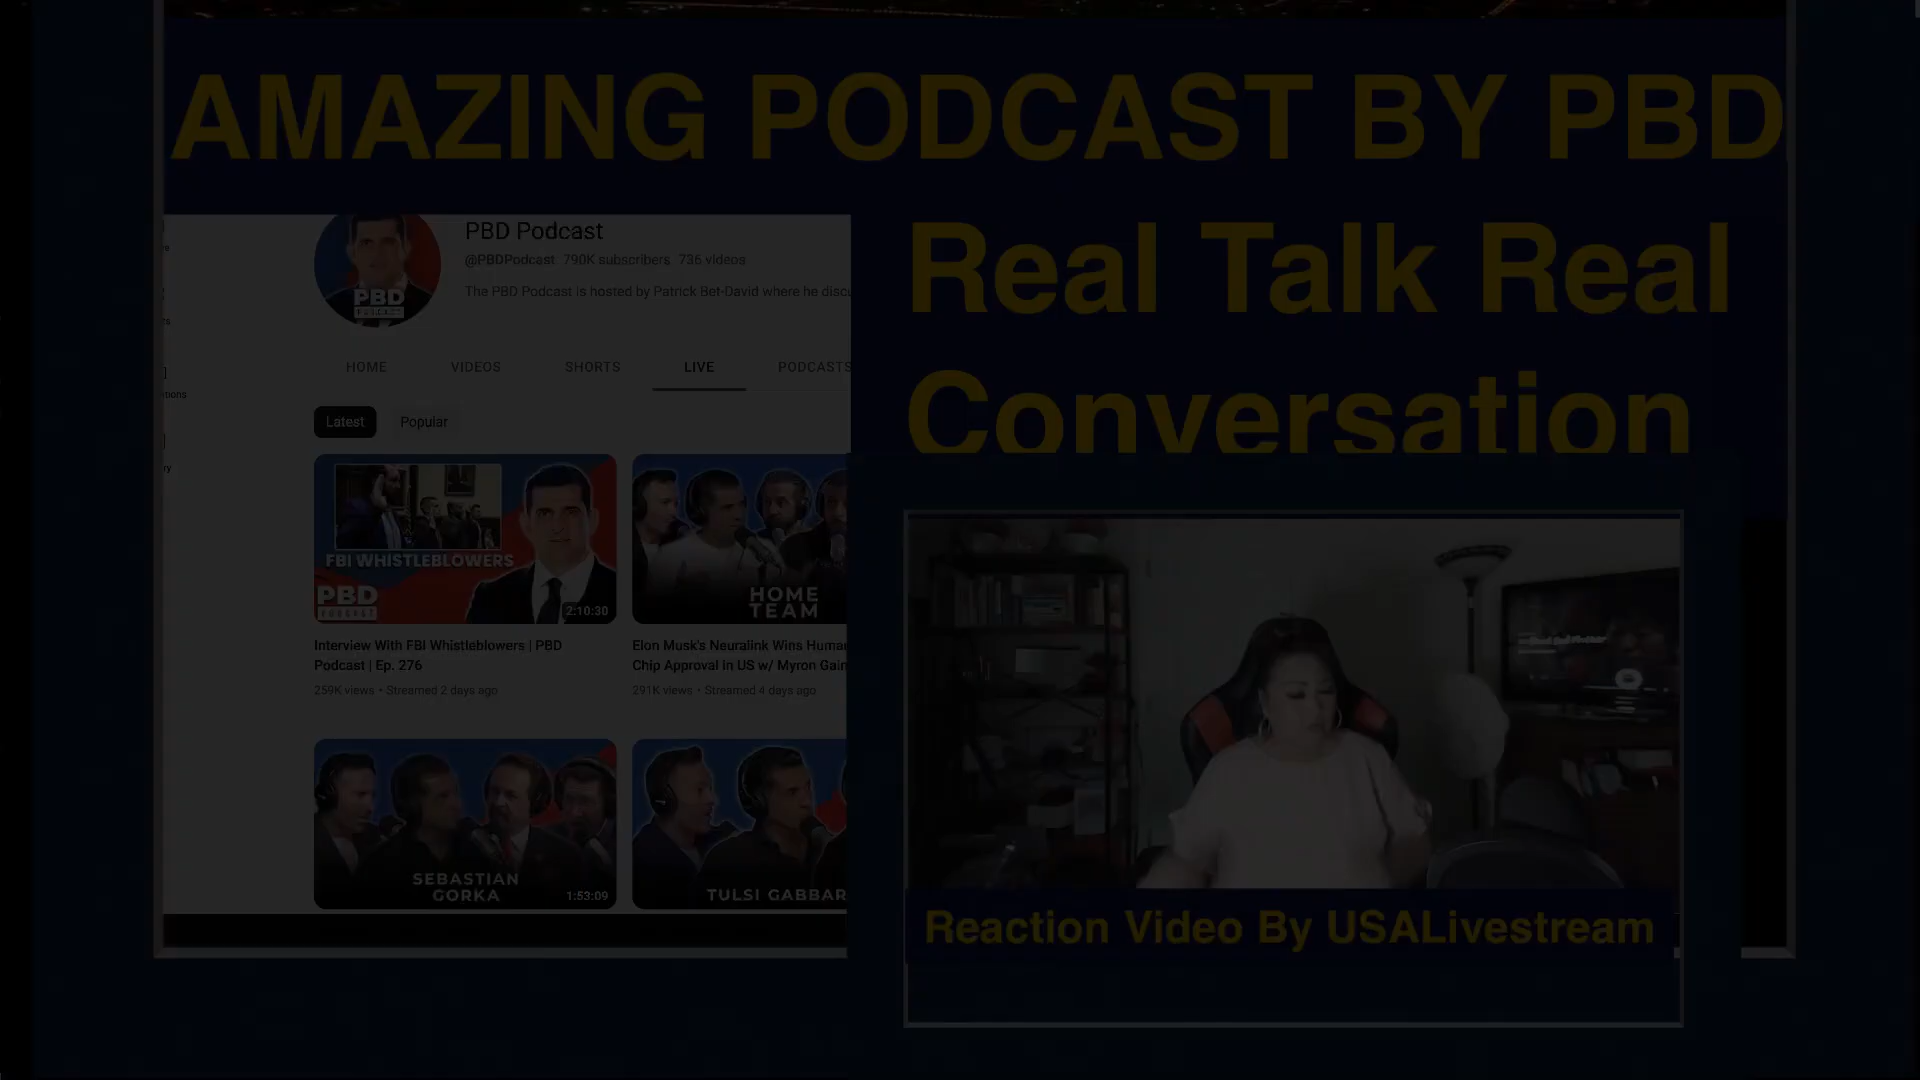 AMAZING PODCAST BY PBD
Real Talk Real
Conversation
PBD Podcast
@PBDPodcast 790K subscribers 736 videos
The PBD Podcast is hosted by Patrick Bet-David where he discu
HOME VIDEOS SHORTS LIVE PODCASTS
Latest Popular
FBI WHISTLEBLOWERS
PBD
PODCAST
2:10:30
HOME
TEAM
Interview With FBI Whistleblowers | PBD
Podcast | Ep. 276
259K views • Streamed 2 days ago
Elon Musk's Neuralink Wins Human
Chip Approval in US w/ Myron Gain
291K views • Streamed 4 days ago
SEBASTIAN
GORKA
1:53:09
TULSI GABBAR
Reaction Video By USALivestream